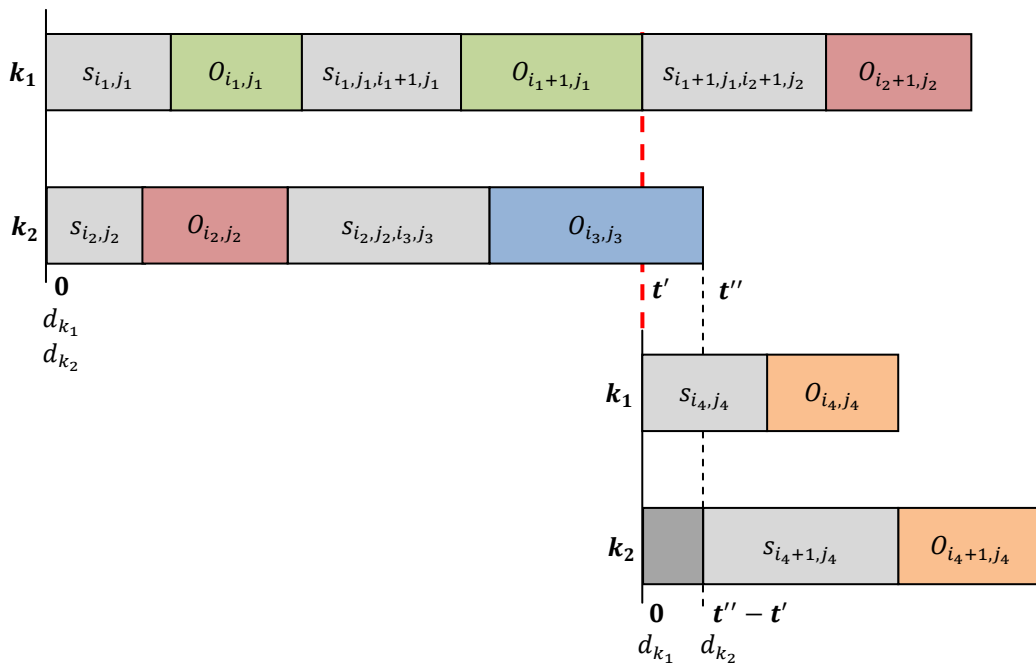 k₁ s_{i₁,j₁} O_{i₁,j₁} s_{i₁,j₁,i₁+1,j₁} O_{i₁+1,j₁} s_{i₁+1,j₁,i₂+1,j₂} O_{i₂+1,j₂}
k₂ s_{i₂,j₂} O_{i₂,j₂} s_{i₂,j₂,i₃,j₃} O_{i₃,j₃}
0 t′ t′′
d_{k₁}
d_{k₂}
k₁ s_{i₄,j₄} O_{i₄,j₄}
k₂ s_{i₄+1,j₄} O_{i₄+1,j₄}
0 t′′ − t′
d_{k₁} d_{k₂}